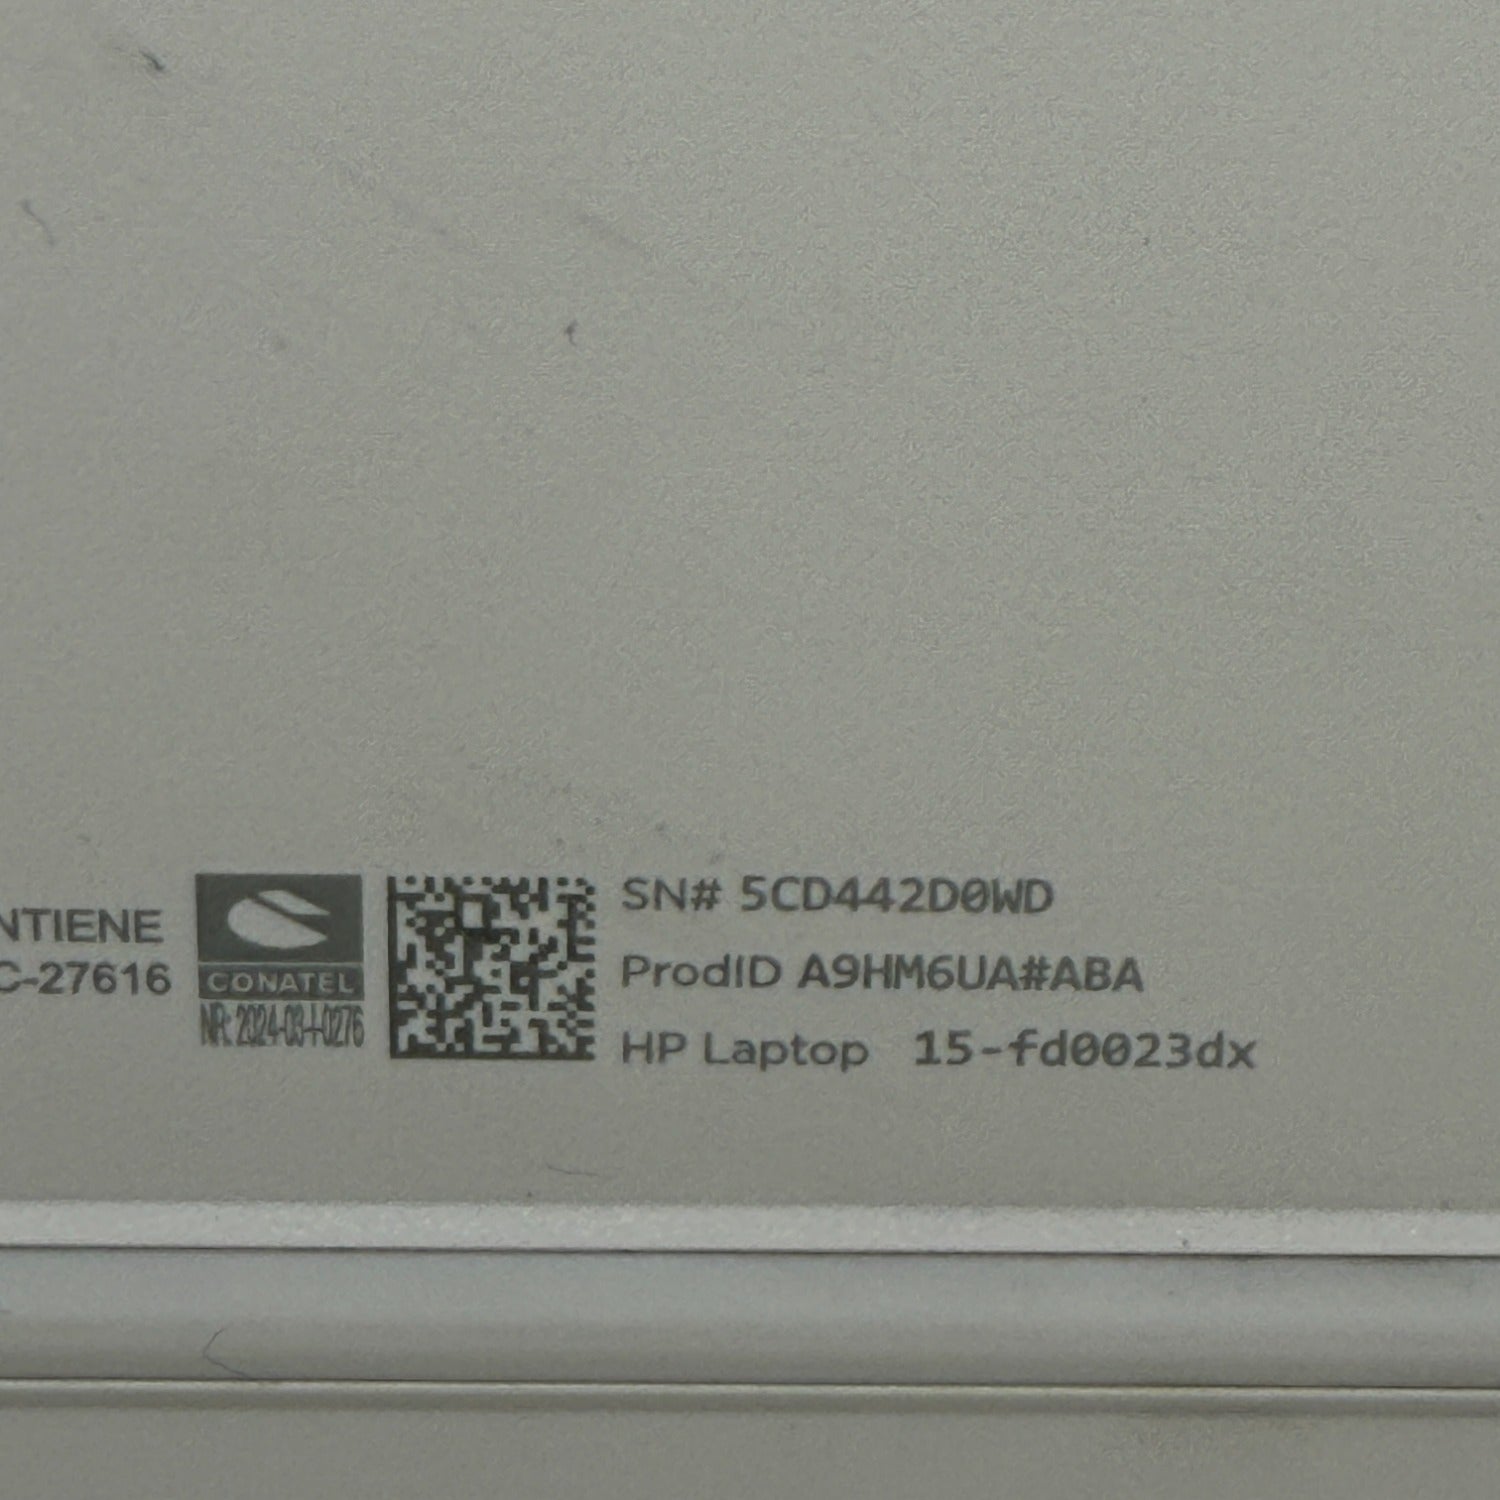 NTIENE
C-27616
CONATEL
NR: 2024-03-I-0276
SN# 5CD442D0WD
ProdID A9HM6UA#ABA
HP Laptop 15-fd0023dx